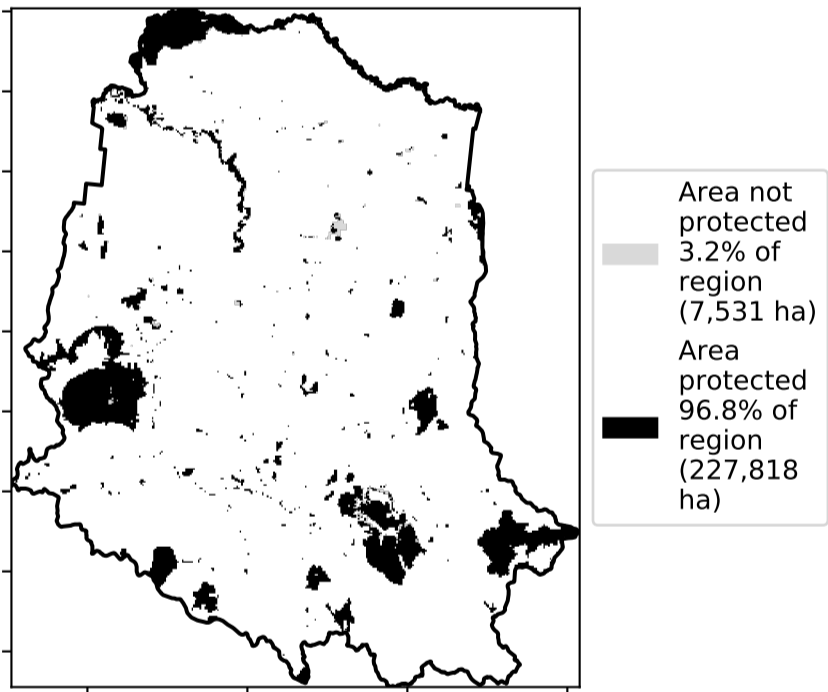 Area not
protected
3.2% of
region
(7,531 ha)
Area
protected
96.8% of
region
(227,818
ha)